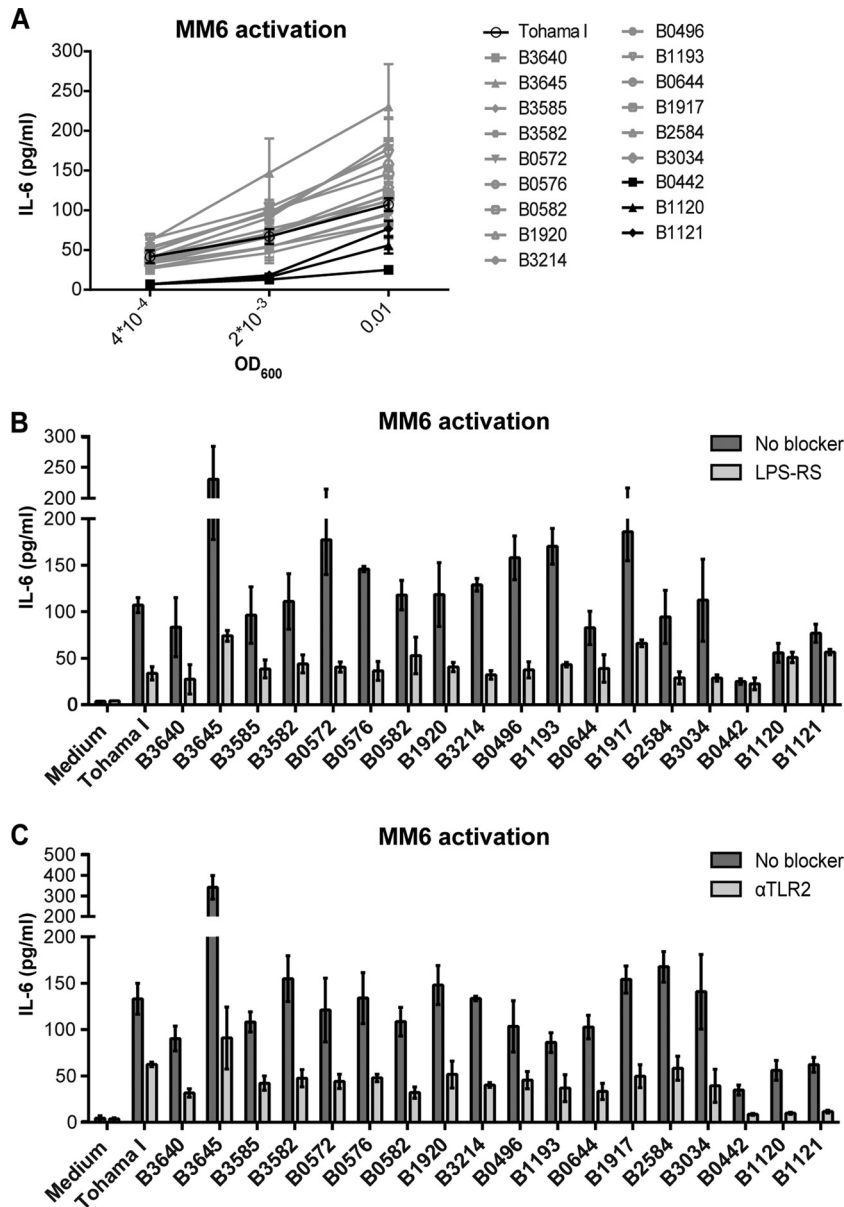 A
MM6 activation
IL-6 (pg/ml)
300
250
200
150
100
50
0
4*10⁻⁴
2*10⁻³
0.01
OD₆₀₀
Tohama I
B3640
B3645
B3585
B3582
B0572
B0576
B0582
B1920
B3214
B0496
B1193
B0644
B1917
B2584
B3034
B0442
B1120
B1121
B
MM6 activation
IL-6 (pg/ml)
300
250
200
200
150
100
50
0
No blocker
LPS-RS
Medium
Tohama I
B3640
B3645
B3585
B3582
B0572
B0576
B0582
B1920
B3214
B0496
B1193
B0644
B1917
B2584
B3034
B0442
B1120
B1121
C
MM6 activation
IL-6 (pg/ml)
500
400
300
200
200
150
100
50
0
No blocker
αTLR2
Medium
Tohama I
B3640
B3645
B3585
B3582
B0572
B0576
B0582
B1920
B3214
B0496
B1193
B0644
B1917
B2584
B3034
B0442
B1120
B1121